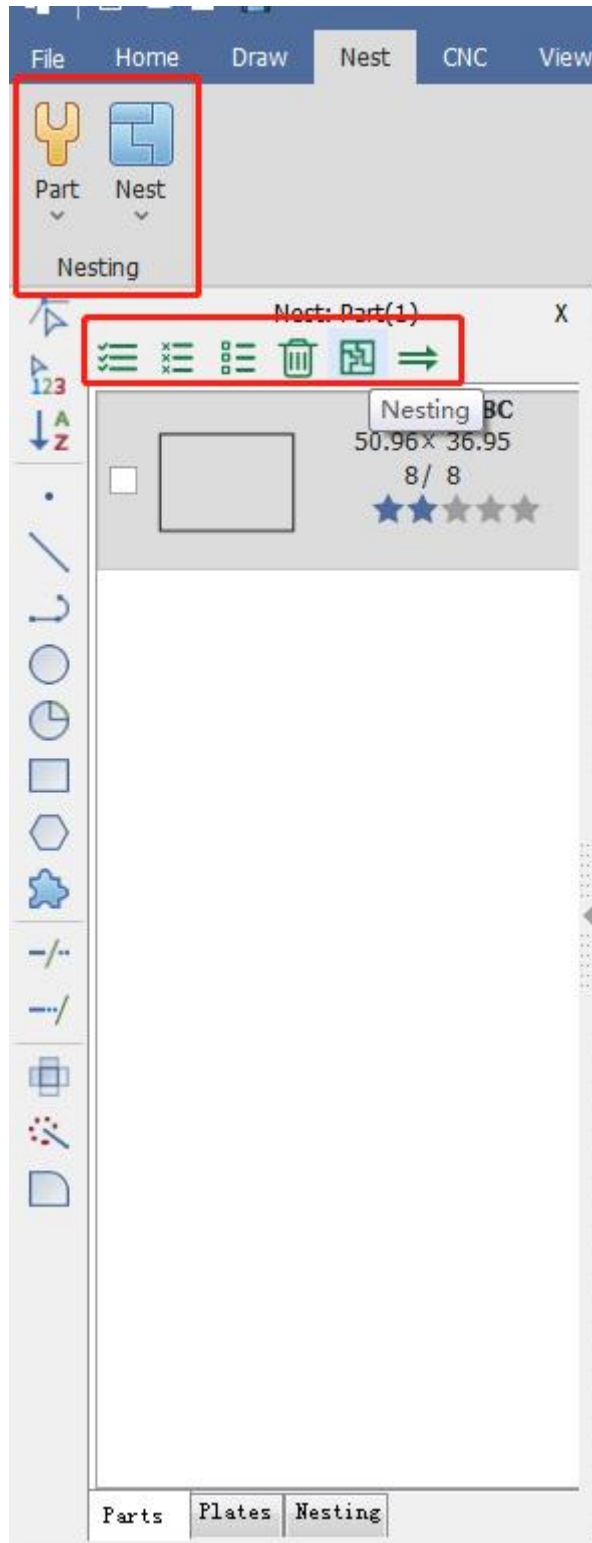 File Home Draw Nest CNC View
Part Nest
Nesting
Nest: Part(1) X
Nesting BC
50.96× 36.95
8/ 8
123
A
Z
Parts Plates Nesting